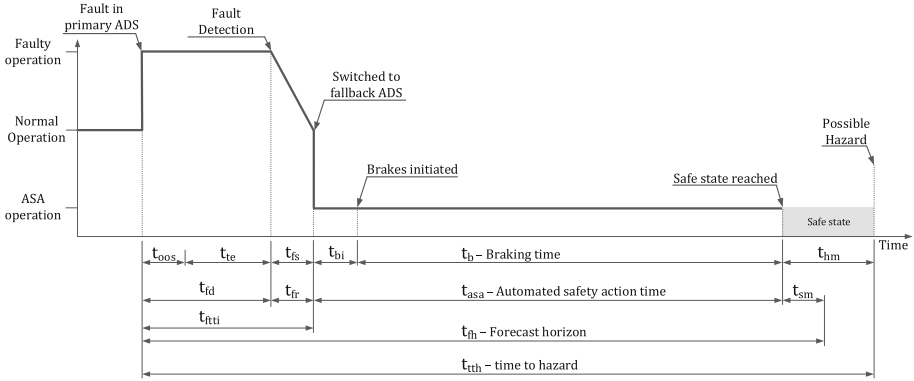 Fault in
primary ADS
Fault
Detection
Faulty
operation
Switched to
fallback ADS
Normal
Operation
Possible
Hazard
Brakes initiated
Safe state reached
ASA
operation
Safe state
Time
toos
tte
tfs
tbi
tb – Braking time
thm
tfd
tfr
tasa – Automated safety action time
tsm
tftti
tfh – Forecast horizon
ttth – time to hazard